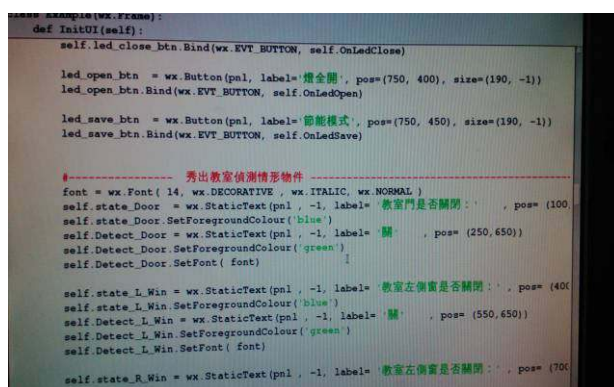 class Example(wx.Frame):
def InitUI(self):
self.led_close_btn.Bind(wx.EVT_BUTTON, self.OnLedClose)
led_open_btn = wx.Button(pnl, label='燈全開', pos=(750, 400), size=(190, -1))
led_open_btn.Bind(wx.EVT_BUTTON, self.OnLedOpen)
led_save_btn = wx.Button(pnl, label='節能模式', pos=(750, 450), size=(190, -1))
led_save_btn.Bind(wx.EVT_BUTTON, self.OnLedSave)
#------------------ 秀出教室偵測情形物件 ------------------
font = wx.Font( 14, wx.DECORATIVE , wx.ITALIC, wx.NORMAL )
self.state_Door = wx.StaticText(pnl , -1, label= '教室門是否關閉：' , pos= (100,
self.state_Door.SetForegroundColour('blue')
self.Detect_Door = wx.StaticText(pnl , -1, label= '關' , pos= (250,650))
self.Detect_Door.SetForegroundColour('green')
self.Detect_Door.SetFont( font)
self.state_L_Win = wx.StaticText(pnl , -1, label= '教室左側窗是否關閉：' , pos= (400
self.state_L_Win.SetForegroundColour('blue')
self.Detect_L_Win = wx.StaticText(pnl , -1, label= '關' , pos= (550,650))
self.Detect_L_Win.SetForegroundColour('green')
self.Detect_L_Win.SetFont( font)
self.state_R_Win = wx.StaticText(pnl , -1, label= '教室左側窗是否關閉：' , pos= (700